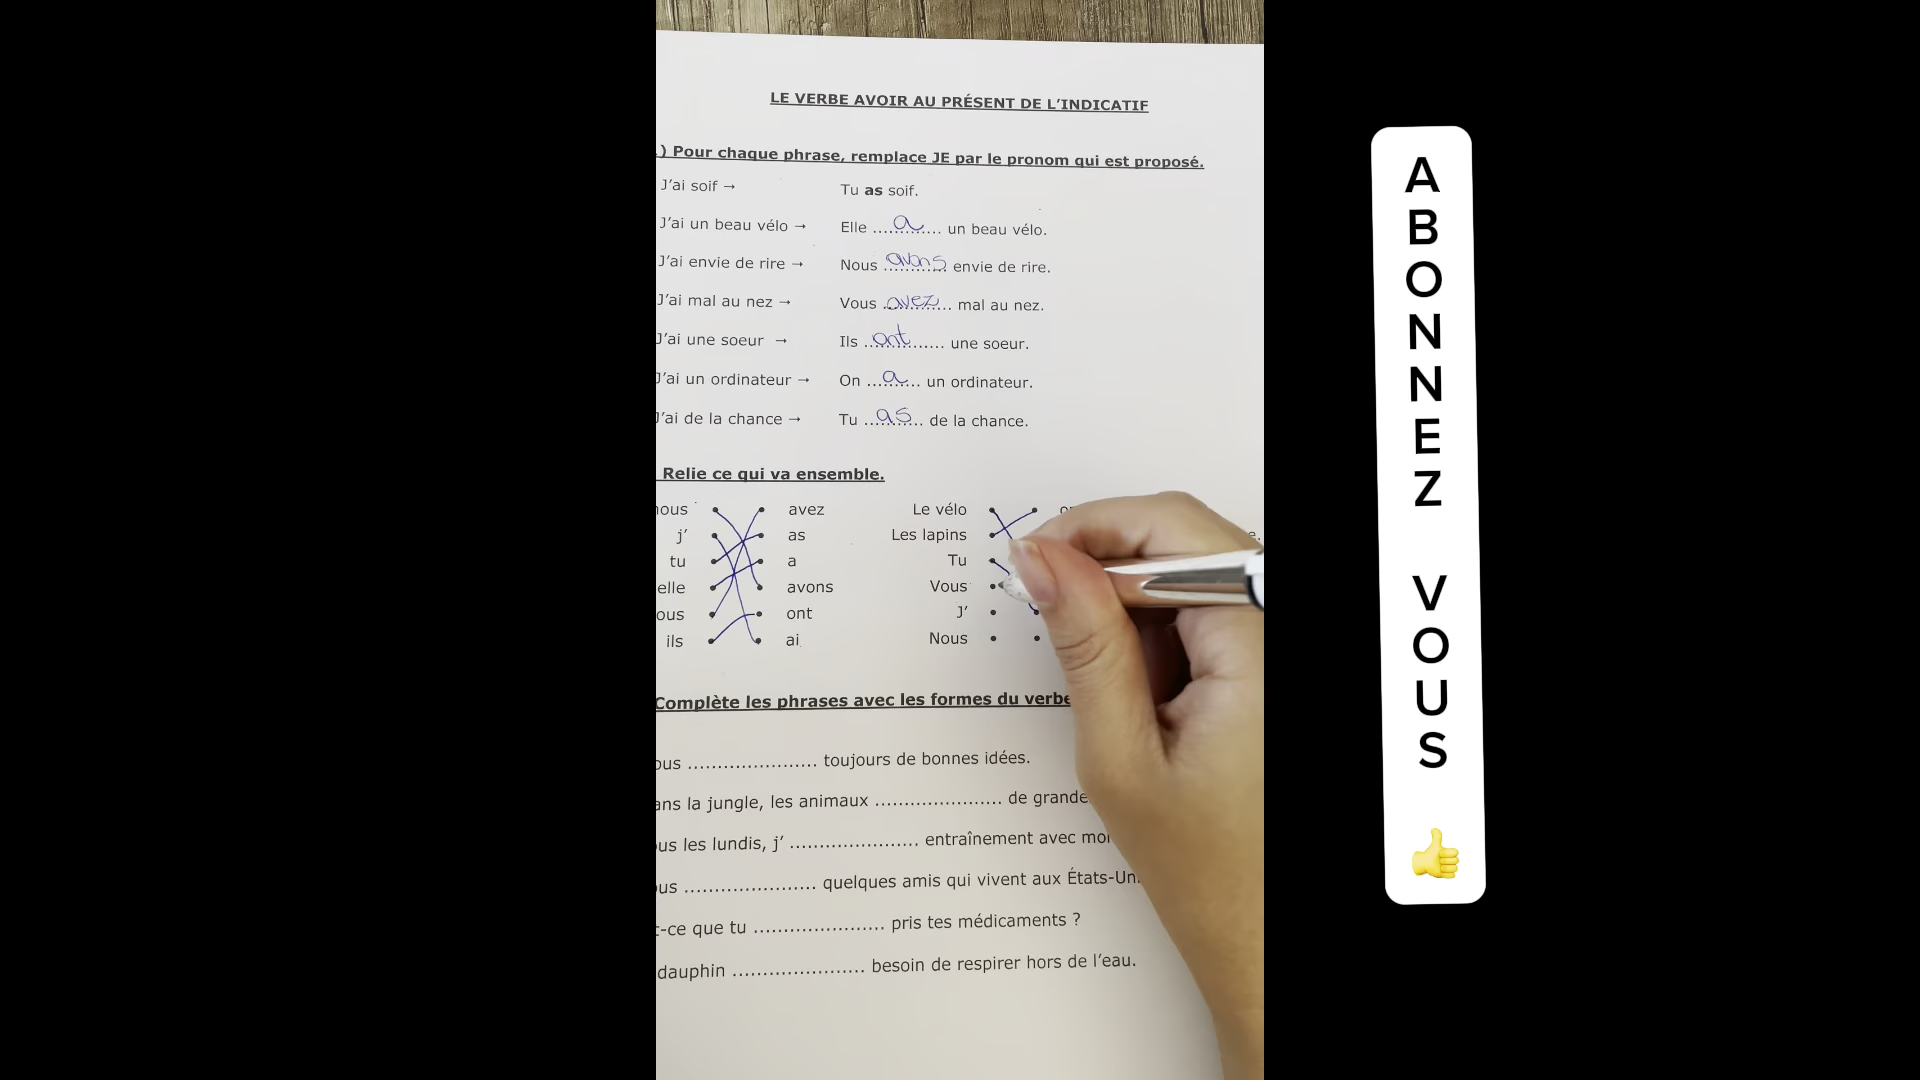 LE VERBE AVOIR AU PRÉSENT DE L'INDICATIF
) Pour chaque phrase, remplace JE par le pronom qui est proposé.
J'ai soif → Tu as soif.
J'ai un beau vélo → Elle .....a..... un beau vélo.
J'ai envie de rire → Nous .....avons..... envie de rire.
J'ai mal au nez → Vous .....avez..... mal au nez.
J'ai une soeur → Ils .....ont..... une soeur.
J'ai un ordinateur → On .....a..... un ordinateur.
J'ai de la chance → Tu .....as..... de la chance.
Relie ce qui va ensemble.
nous • • avez Le vélo • •
j' • • as Les lapins •
tu • • a Tu •
elle • • avons Vous •
ous • • ont J' • •
ils • • ai Nous • •
Complète les phrases avec les formes du verbe
ous ...................... toujours de bonnes idées.
ans la jungle, les animaux ...................... de grande
ous les lundis, j' ...................... entraînement avec mo
ous ...................... quelques amis qui vivent aux États-Un
t-ce que tu ...................... pris tes médicaments ?
dauphin ...................... besoin de respirer hors de l'eau.
ABONNEZ
VOUS
👍